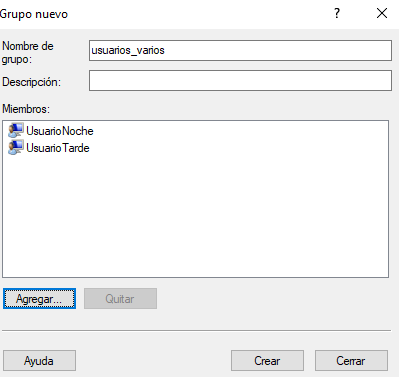 Grupo nuevo
?
Nombre de
grupo:
usuarios_varios
Descripción:
Miembros:
UsuarioNoche
UsuarioTarde
Agregar...
Quitar
Ayuda
Crear
Cerrar